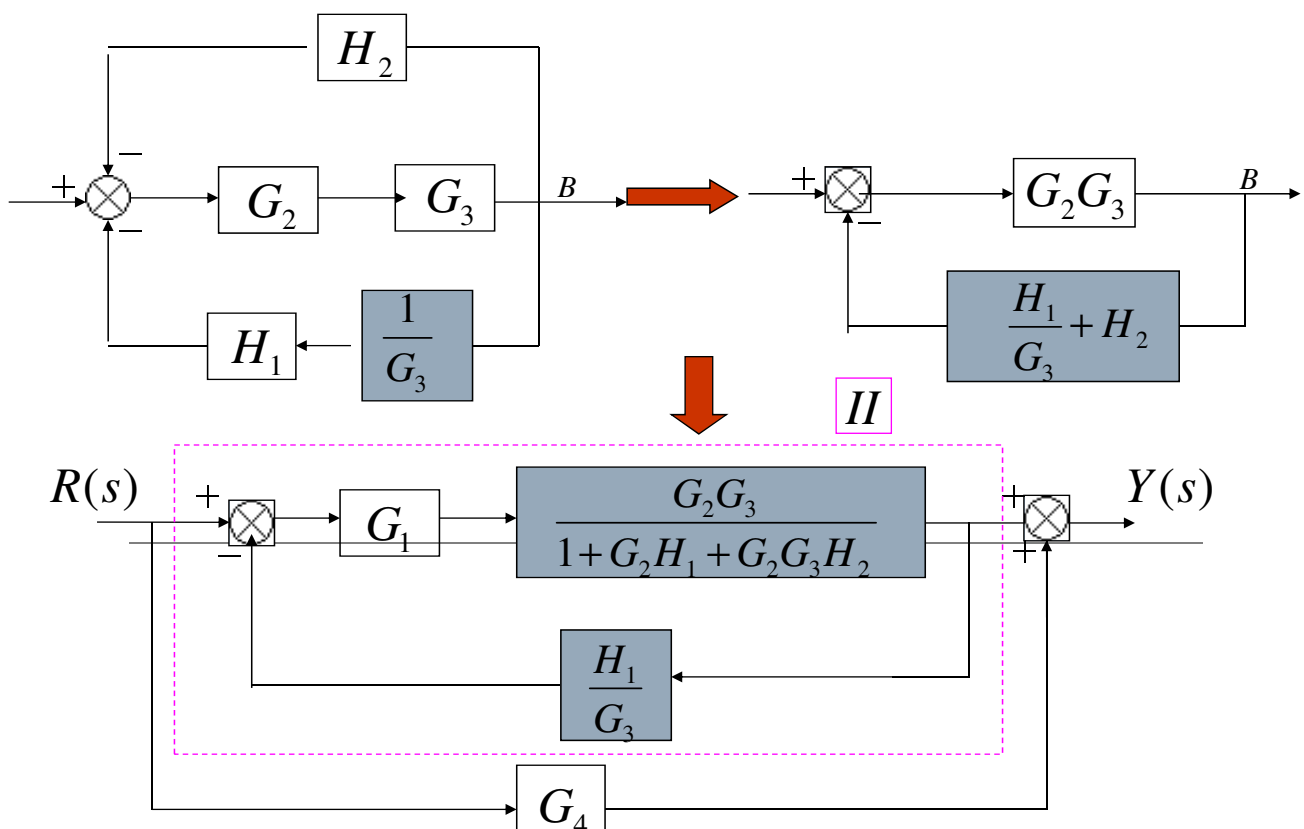 H₂
−
+
G₂
G₃
B
−
H₁
1/G₃
+
G₂G₃
B
−
H₁/G₃ + H₂
II
R(s)
+
G₁
G₂G₃/(1+G₂H₁+G₂G₃H₂)
+
Y(s)
−
+
H₁/G₃
G₄